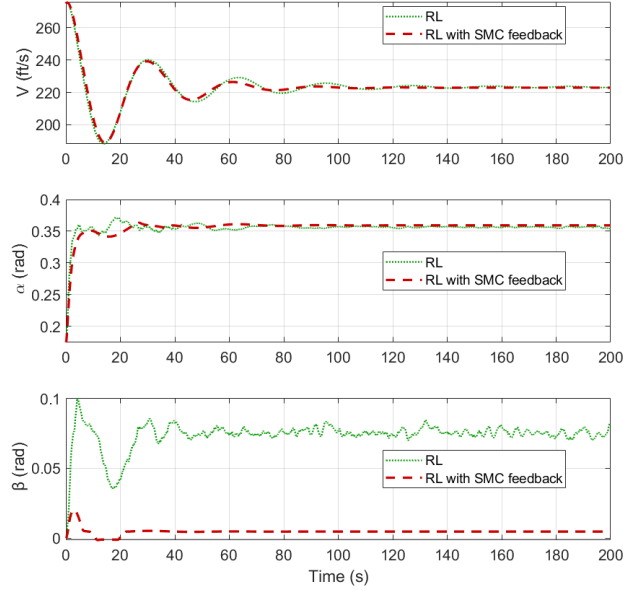 V (ft/s)
260
240
220
200
RL
RL with SMC feedback
0 20 40 60 80 100 120 140 160 180 200
α (rad)
0.4
0.35
0.3
0.25
0.2
RL
RL with SMC feedback
0 20 40 60 80 100 120 140 160 180 200
β (rad)
0.1
0.05
0
RL
RL with SMC feedback
0 20 40 60 80 100 120 140 160 180 200
Time (s)